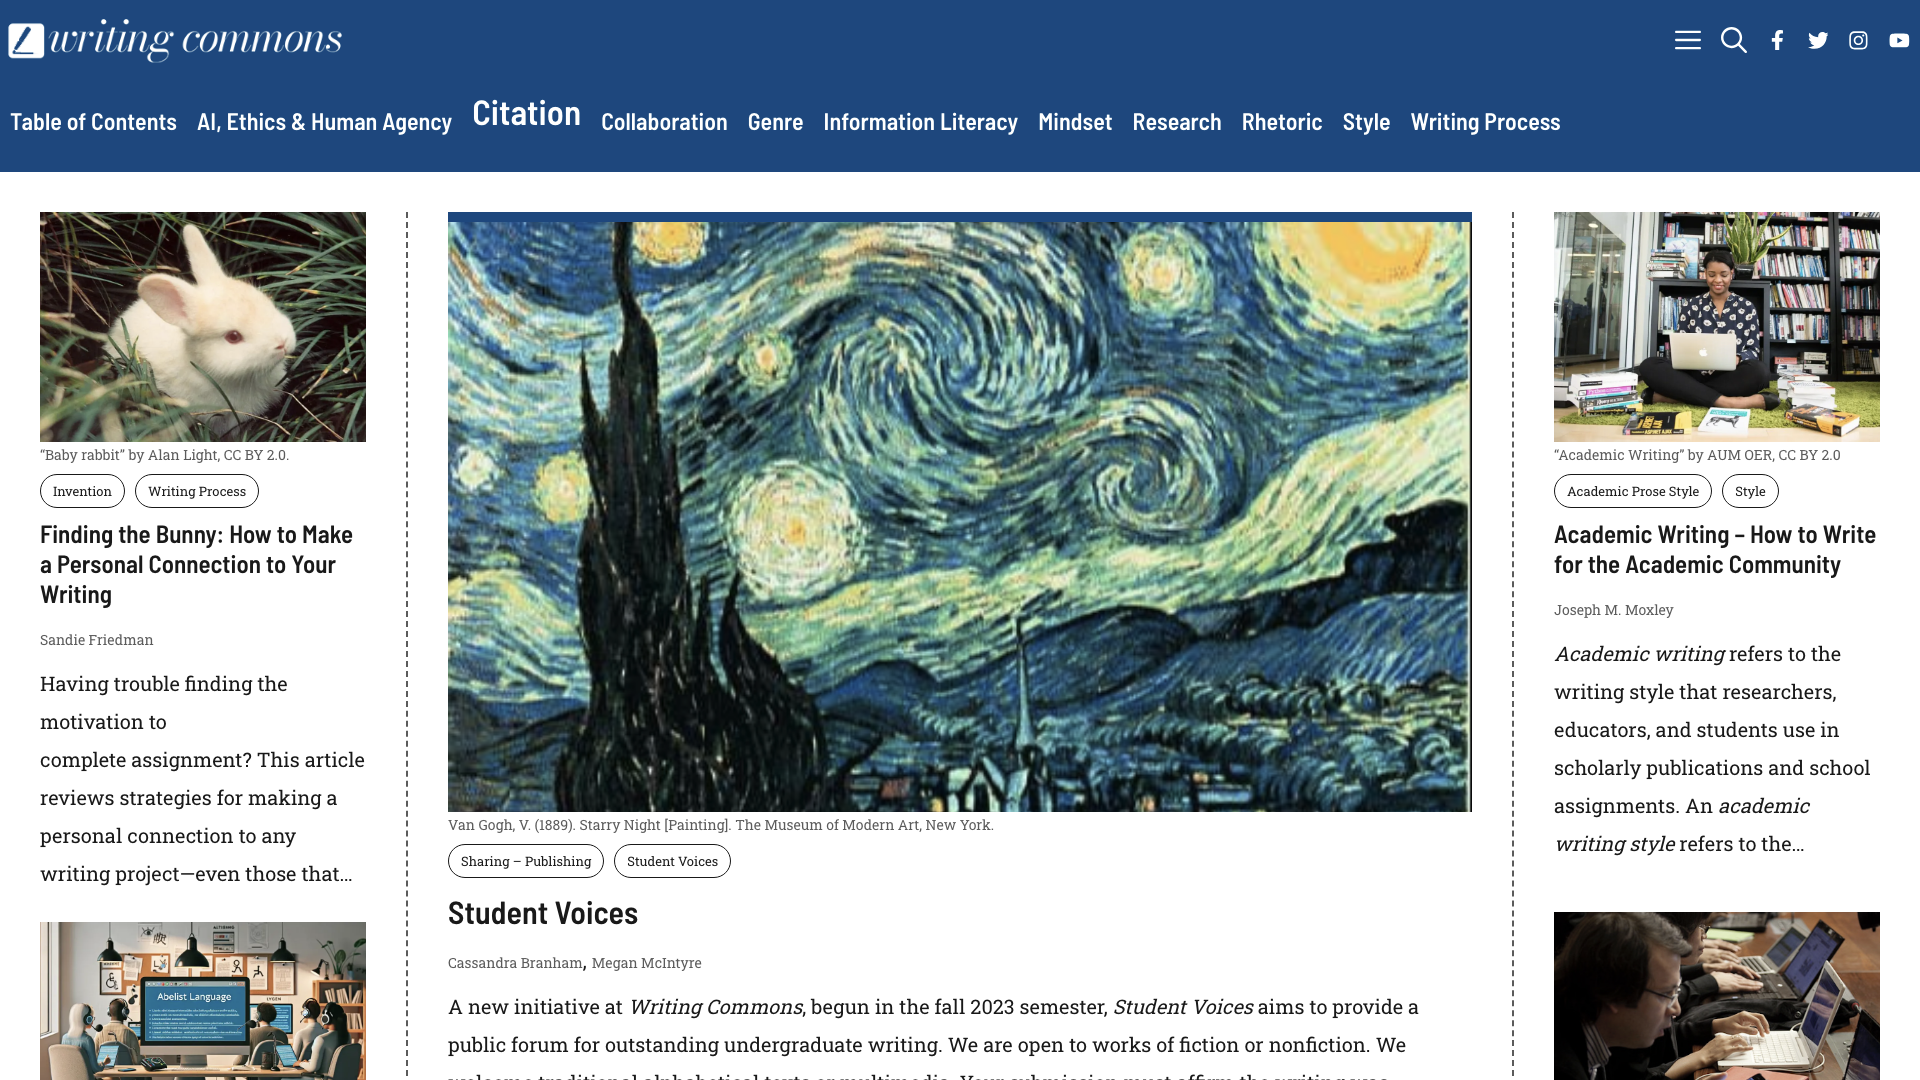 writing commons
Table of Contents AI, Ethics & Human Agency Citation Collaboration Genre Information Literacy Mindset Research Rhetoric Style Writing Process
“Baby rabbit” by Alan Light, CC BY 2.0.
Invention Writing Process
Finding the Bunny: How to Make
a Personal Connection to Your
Writing
Sandie Friedman
Having trouble finding the
motivation to
complete assignment? This article
reviews strategies for making a
personal connection to any
writing project—even those that...
Abelist Language
Van Gogh, V. (1889). Starry Night [Painting]. The Museum of Modern Art, New York.
Sharing – Publishing Student Voices
Student Voices
Cassandra Branham, Megan McIntyre
A new initiative at Writing Commons, begun in the fall 2023 semester, Student Voices aims to provide a
public forum for outstanding undergraduate writing. We are open to works of fiction or nonfiction. We
“Academic Writing” by AUM OER, CC BY 2.0
Academic Prose Style Style
Academic Writing – How to Write
for the Academic Community
Joseph M. Moxley
Academic writing refers to the
writing style that researchers,
educators, and students use in
scholarly publications and school
assignments. An academic
writing style refers to the...